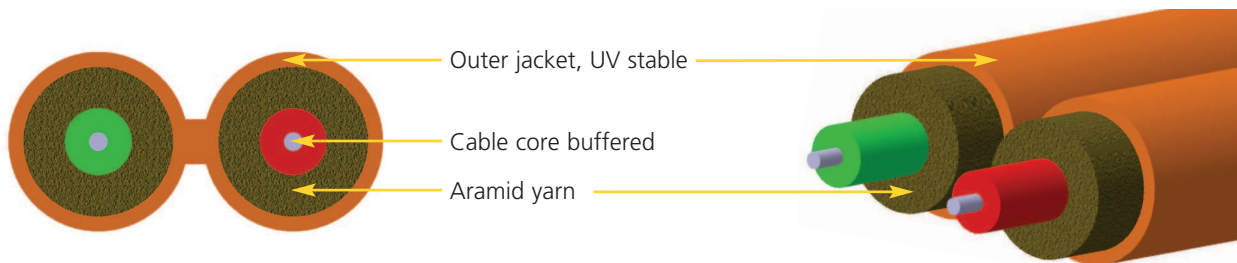 Outer jacket, UV stable
Cable core buffered
Aramid yarn